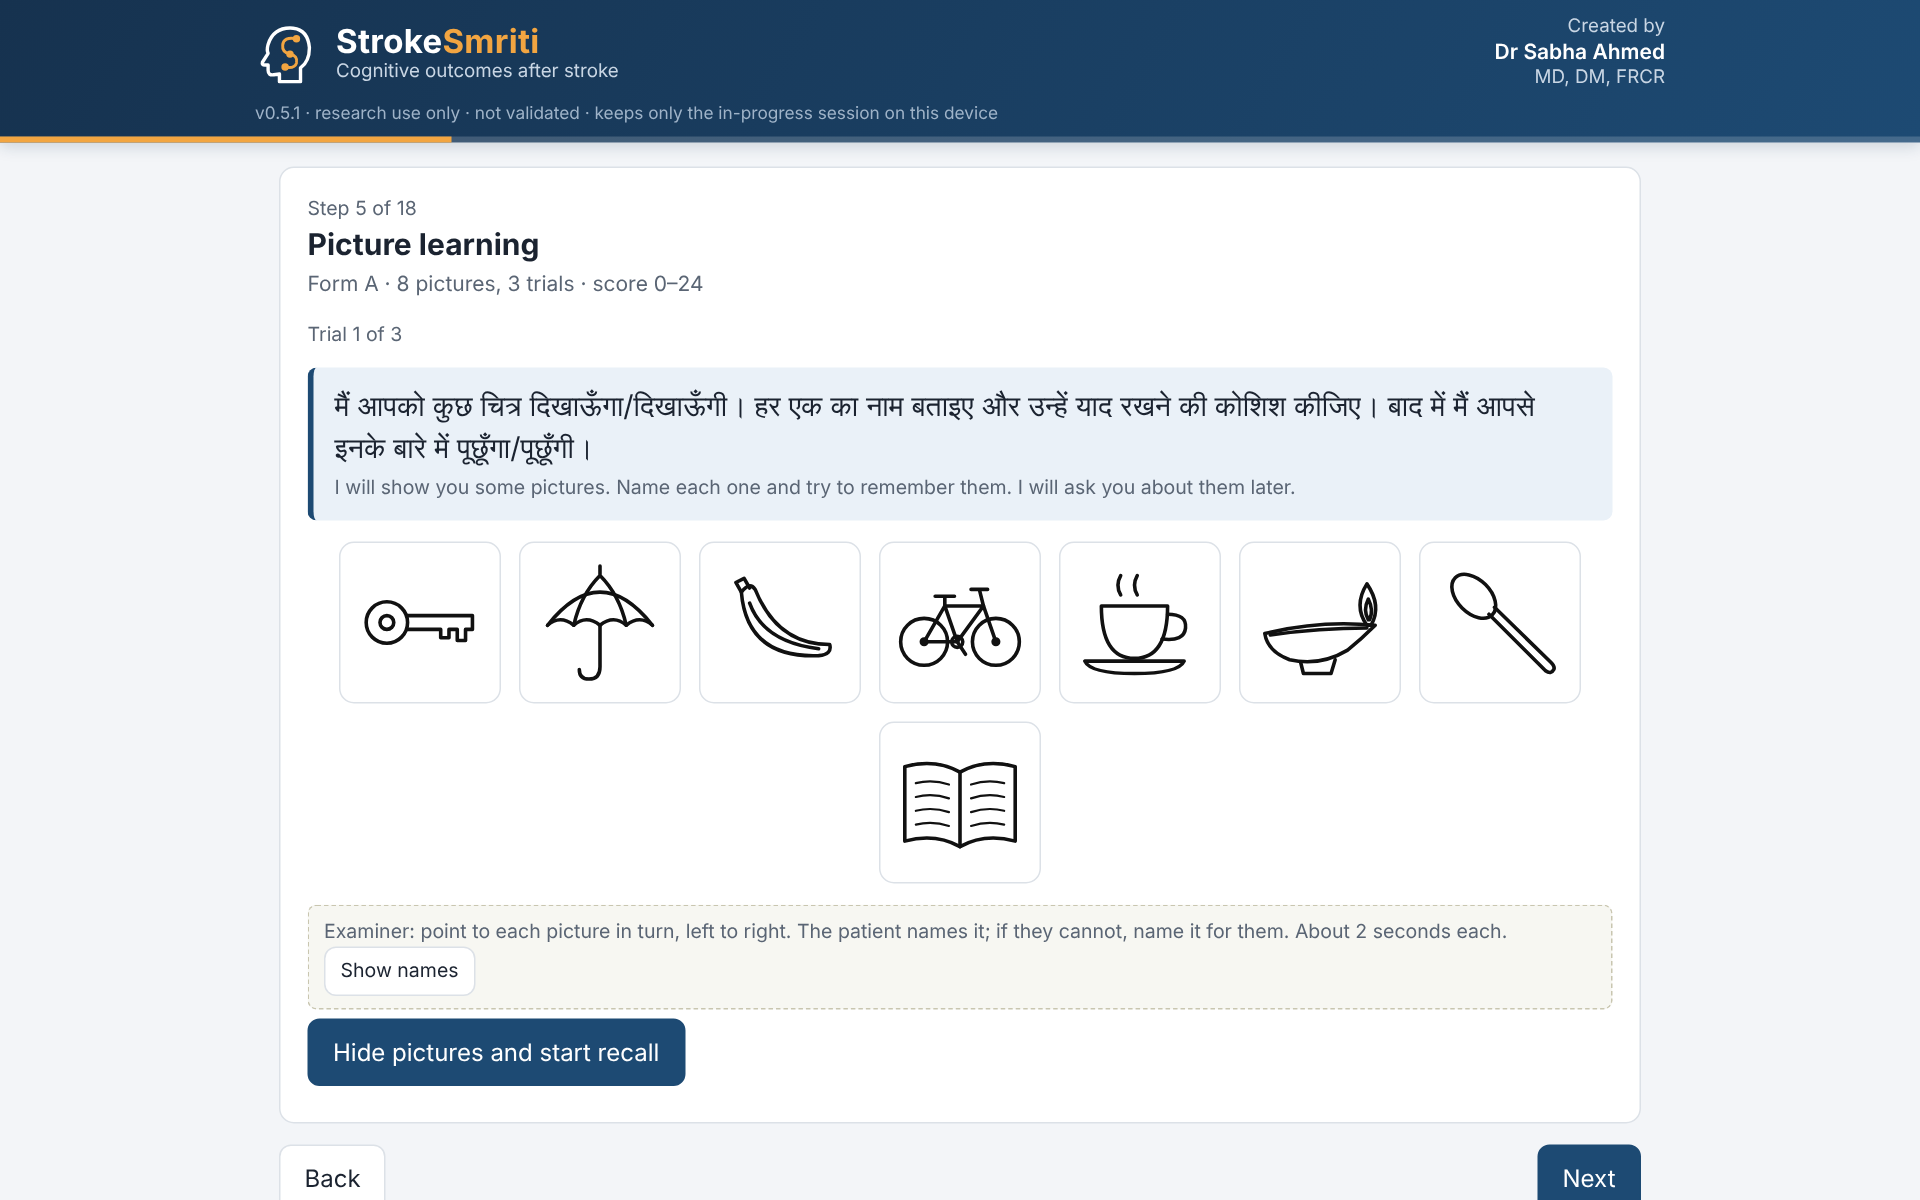 StrokeSmriti
Cognitive outcomes after stroke
Created by
Dr Sabha Ahmed
MD, DM, FRCR
v0.5.1 · research use only · not validated · keeps only the in-progress session on this device
Step 5 of 18
Picture learning
Form A · 8 pictures, 3 trials · score 0–24
Trial 1 of 3
मैं आपको कुछ चित्र दिखाऊँगा/दिखाऊँगी। हर एक का नाम बताइए और उन्हें याद रखने की कोशिश कीजिए। बाद में मैं आपसे
इनके बारे में पूछूँगा/पूछूँगी।
I will show you some pictures. Name each one and try to remember them. I will ask you about them later.
Examiner: point to each picture in turn, left to right. The patient names it; if they cannot, name it for them. About 2 seconds each.
Show names
Hide pictures and start recall
Back
Next